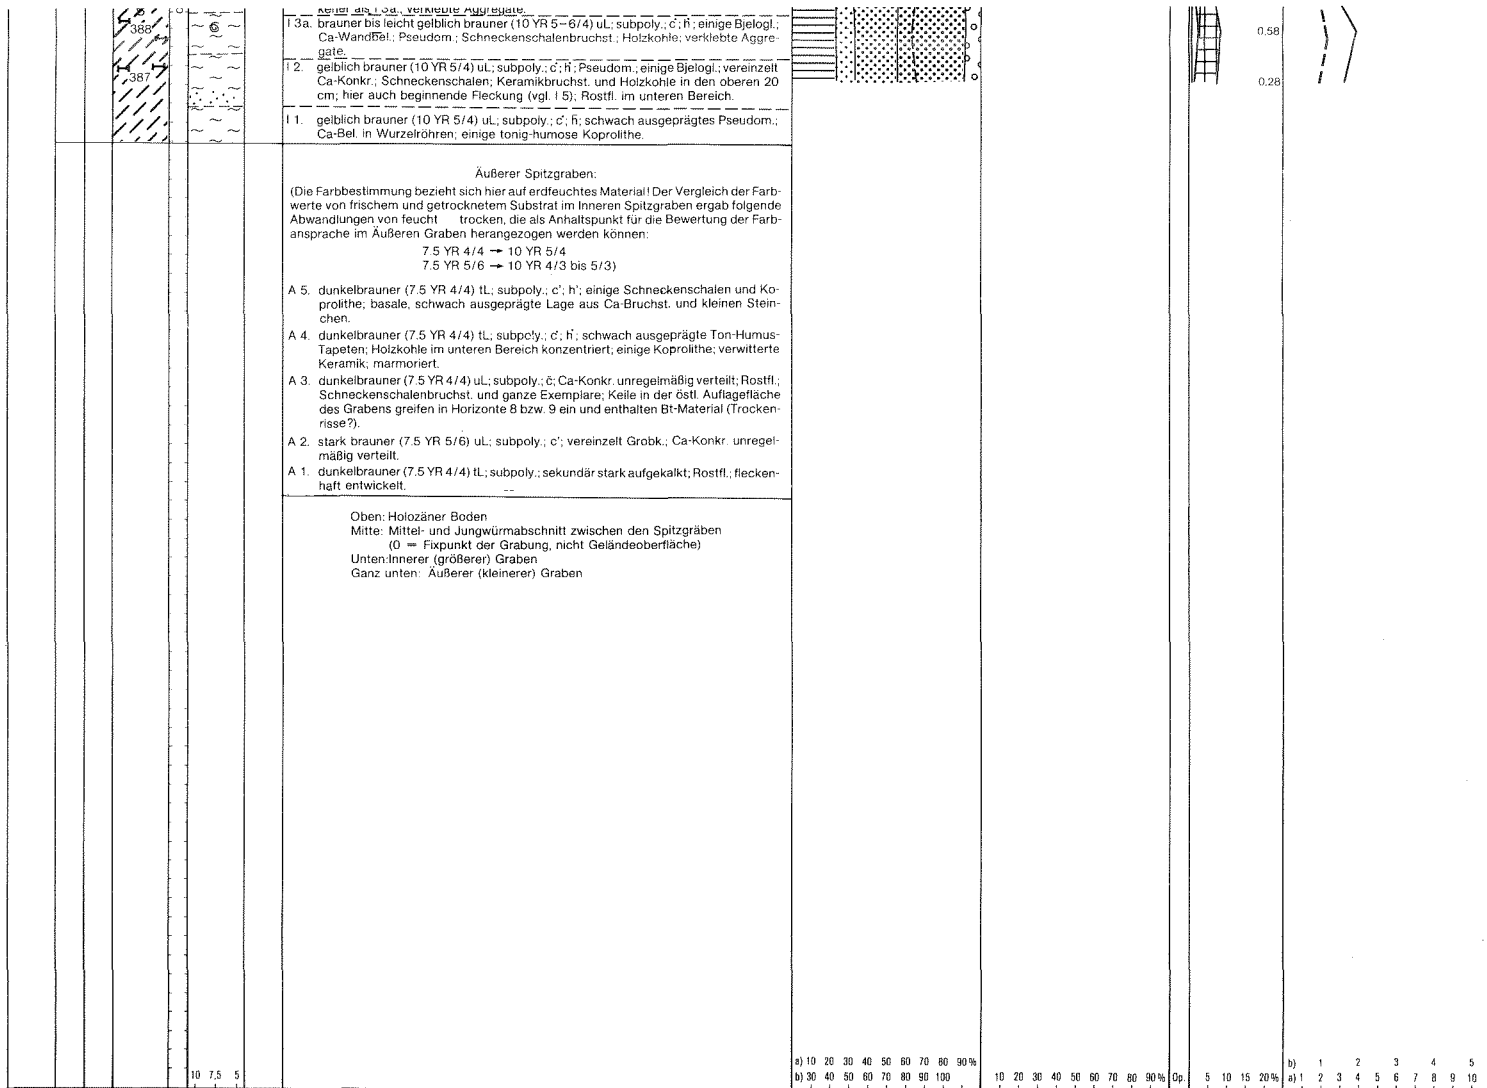 388
387
keller als I 3a., verklebte Aggregate.
I 3a. brauner bis leicht gelblich brauner (10 YR 5–6/4) uL; subpoly.; c̄; h̄; einige Bjelogl.;
Ca-Wandbel.; Pseudom.; Schneckenschalenbruchst.; Holzkohle; verklebte Aggre-
gate.
I 2. gelblich brauner (10 YR 5/4) uL; subpoly.; c̄; h̄; Pseudom.; einige Bjelogl.; vereinzelt
Ca-Konkr.; Schneckenschalen; Keramikbruchst. und Holzkohle in den oberen 20
cm; hier auch beginnende Fleckung (vgl. I 5); Rostfl. im unteren Bereich.
I 1. gelblich brauner (10 YR 5/4) uL; subpoly.; c̄; h̄; schwach ausgeprägtes Pseudom.;
Ca-Bel. in Wurzelröhren; einige tonig-humose Koprolithe.
Äußerer Spitzgraben:
(Die Farbbestimmung bezieht sich hier auf erdfeuchtes Material! Der Vergleich der Farb-
werte von frischem und getrocknetem Substrat im Inneren Spitzgraben ergab folgende
Abwandlungen von feucht trocken, die als Anhaltspunkt für die Bewertung der Farb-
ansprache im Äußeren Graben herangezogen werden können:
7.5 YR 4/4 → 10 YR 5/4
7.5 YR 5/6 → 10 YR 4/3 bis 5/3)
A 5. dunkelbrauner (7.5 YR 4/4) tL; subpoly.; c'; h'; einige Schneckenschalen und Ko-
prolithe; basale, schwach ausgeprägte Lage aus Ca-Bruchst. und kleinen Stein-
chen.
A 4. dunkelbrauner (7.5 YR 4/4) tL; subpoly.; c̄; h̄; schwach ausgeprägte Ton-Humus-
Tapeten; Holzkohle im unteren Bereich konzentriert; einige Koprolithe; verwitterte
Keramik; marmoriert.
A 3. dunkelbrauner (7.5 YR 4/4) uL; subpoly.; c̄; Ca-Konkr. unregelmäßig verteilt; Rostfl.;
Schneckenschalenbruchst. und ganze Exemplare; Keile in der östl. Auflagefläche
des Grabens greifen in Horizonte 8 bzw. 9 ein und enthalten Bt-Material (Trocken-
risse?).
A 2. stark brauner (7.5 YR 5/6) uL; subpoly.; c'; vereinzelt Grobk.; Ca-Konkr. unregel-
mäßig verteilt.
A 1. dunkelbrauner (7.5 YR 4/4) tL; subpoly.; sekundär stark aufgekalkt; Rostfl.; flecken-
haft entwickelt.
Oben: Holozäner Boden
Mitte: Mittel- und Jungwürmabschnitt zwischen den Spitzgräben
(0 = Fixpunkt der Grabung, nicht Geländeoberfläche)
Unten: Innerer (größerer) Graben
Ganz unten: Äußerer (kleinerer) Graben
0.58
0.28
10 7,5 5
a) 10 20 30 40 50 60 70 80 90 %
b) 30 40 50 60 70 80 90 100
10 20 30 40 50 60 70 80 90 % Op. 5 10 15 20 %
b) 1 2 3 4 5
a) 1 2 3 4 5 6 7 8 9 10